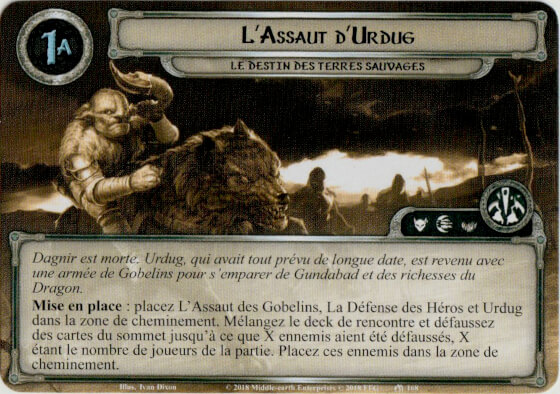 1A
L'Assaut d'Urdug
Le Destin des Terres Sauvages
Dagnir est morte. Urdug, qui avait tout prévu de longue date, est revenu avec
une armée de Gobelins pour s'emparer de Gundabad et des richesses du
Dragon.
Mise en place : placez L'Assaut des Gobelins, La Défense des Héros et Urdug
dans la zone de cheminement. Mélangez le deck de rencontre et défaussez
des cartes du sommet jusqu'à ce que X ennemis aient été défaussés, X
étant le nombre de joueurs de la partie. Placez ces ennemis dans la zone de
cheminement.
Illus. Ivan Dixon © 2018 Middle-earth Enterprises © 2018 FFG 168